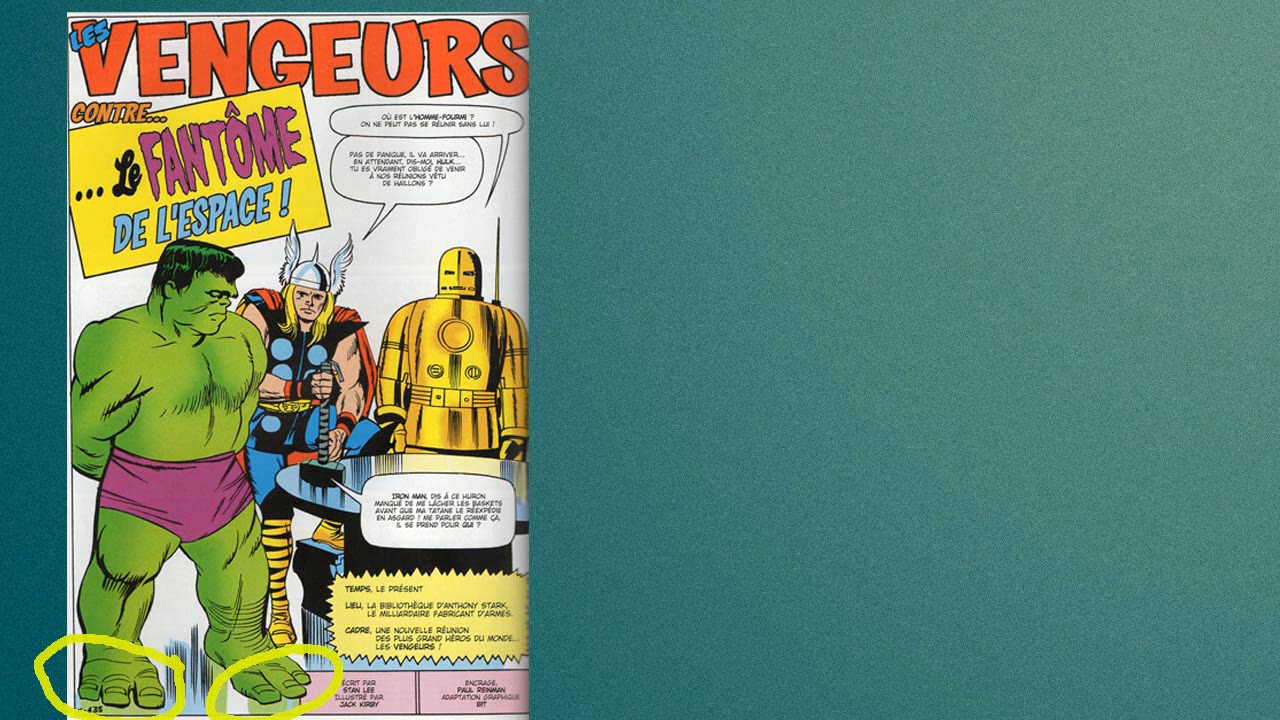 LES
VENGEURS
CONTRE...
... Le FANTÔME
DE L'ESPACE !
OÙ EST L'HOMME-FOURMI ?
ON NE PEUT PAS SE RÉUNIR SANS LUI !
PAS DE PANIQUE, IL VA ARRIVER...
EN ATTENDANT, DIS-MOI, HULK...
TU ES VRAIMENT OBLIGÉ DE VENIR
À NOS RÉUNIONS VÊTU
DE HAILLONS ?
IRON MAN, DIS À CE HURON
MANQUÉ DE ME LÂCHER LES BASKETS
AVANT QUE MA TATANE LE RÉEXPÉDIE
EN ASGARD ! ME PARLER COMME ÇA,
IL SE PREND POUR QUI ?
TEMPS, LE PRÉSENT
LIEU, LA BIBLIOTHÈQUE D'ANTHONY STARK,
LE MILLIARDAIRE FABRICANT D'ARMES.
CADRE, UNE NOUVELLE RÉUNION
DES PLUS GRAND HÉROS DU MONDE...
LES VENGEURS !
ÉCRIT PAR
STAN LEE
ILLUSTRÉ PAR
JACK KIRBY
ENCRAGE,
PAUL REINMAN
ADAPTATION GRAPHIQUE
BIT